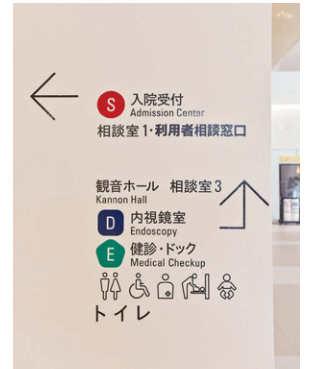 S 入院受付
Admission Center
相談室1・利用者相談窓口
観音ホール 相談室3
Kannon Hall
D 内視鏡室
Endoscopy
E 健診・ドック
Medical Checkup
トイレ